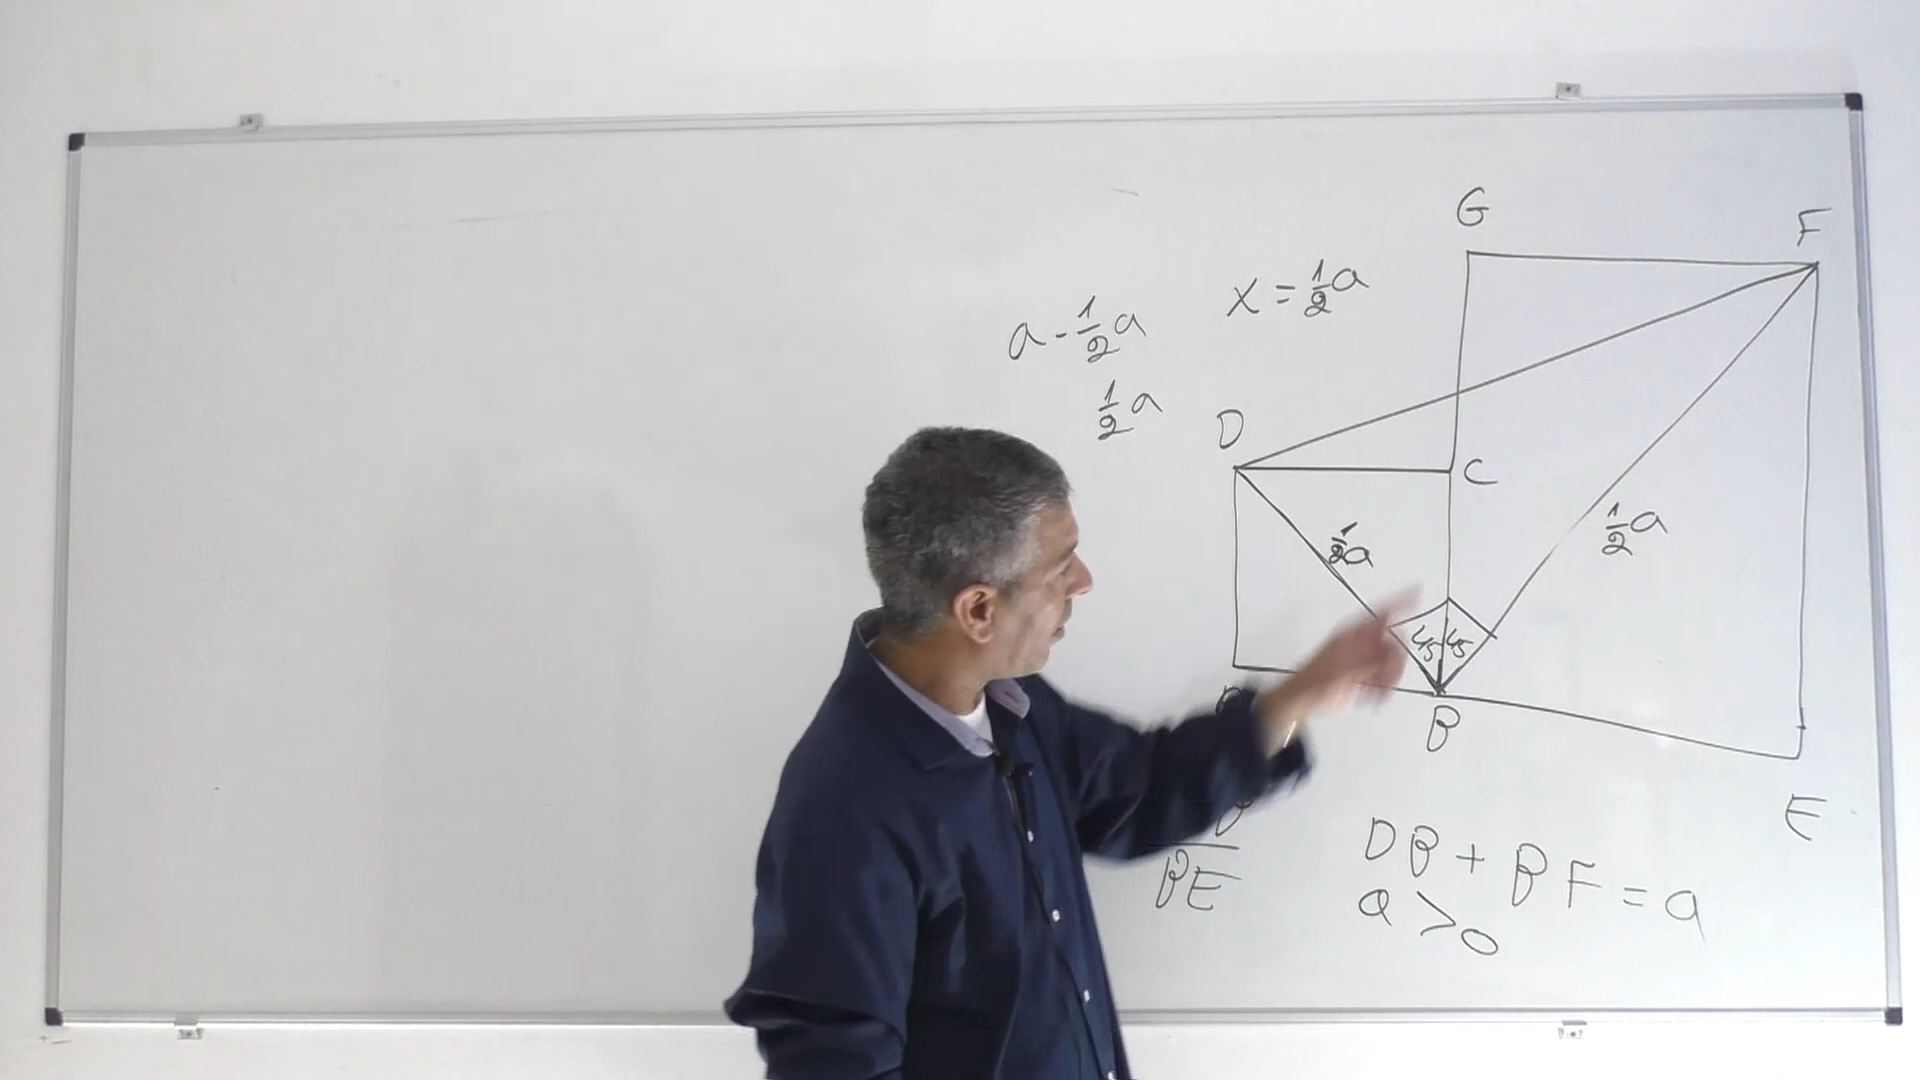 G
F
a - 1/2 a
x = 1/2 a
1/2 a
D
C
1/2 a
1/2 a
45 45
B
E
BE
DB + BF = a
a > 0